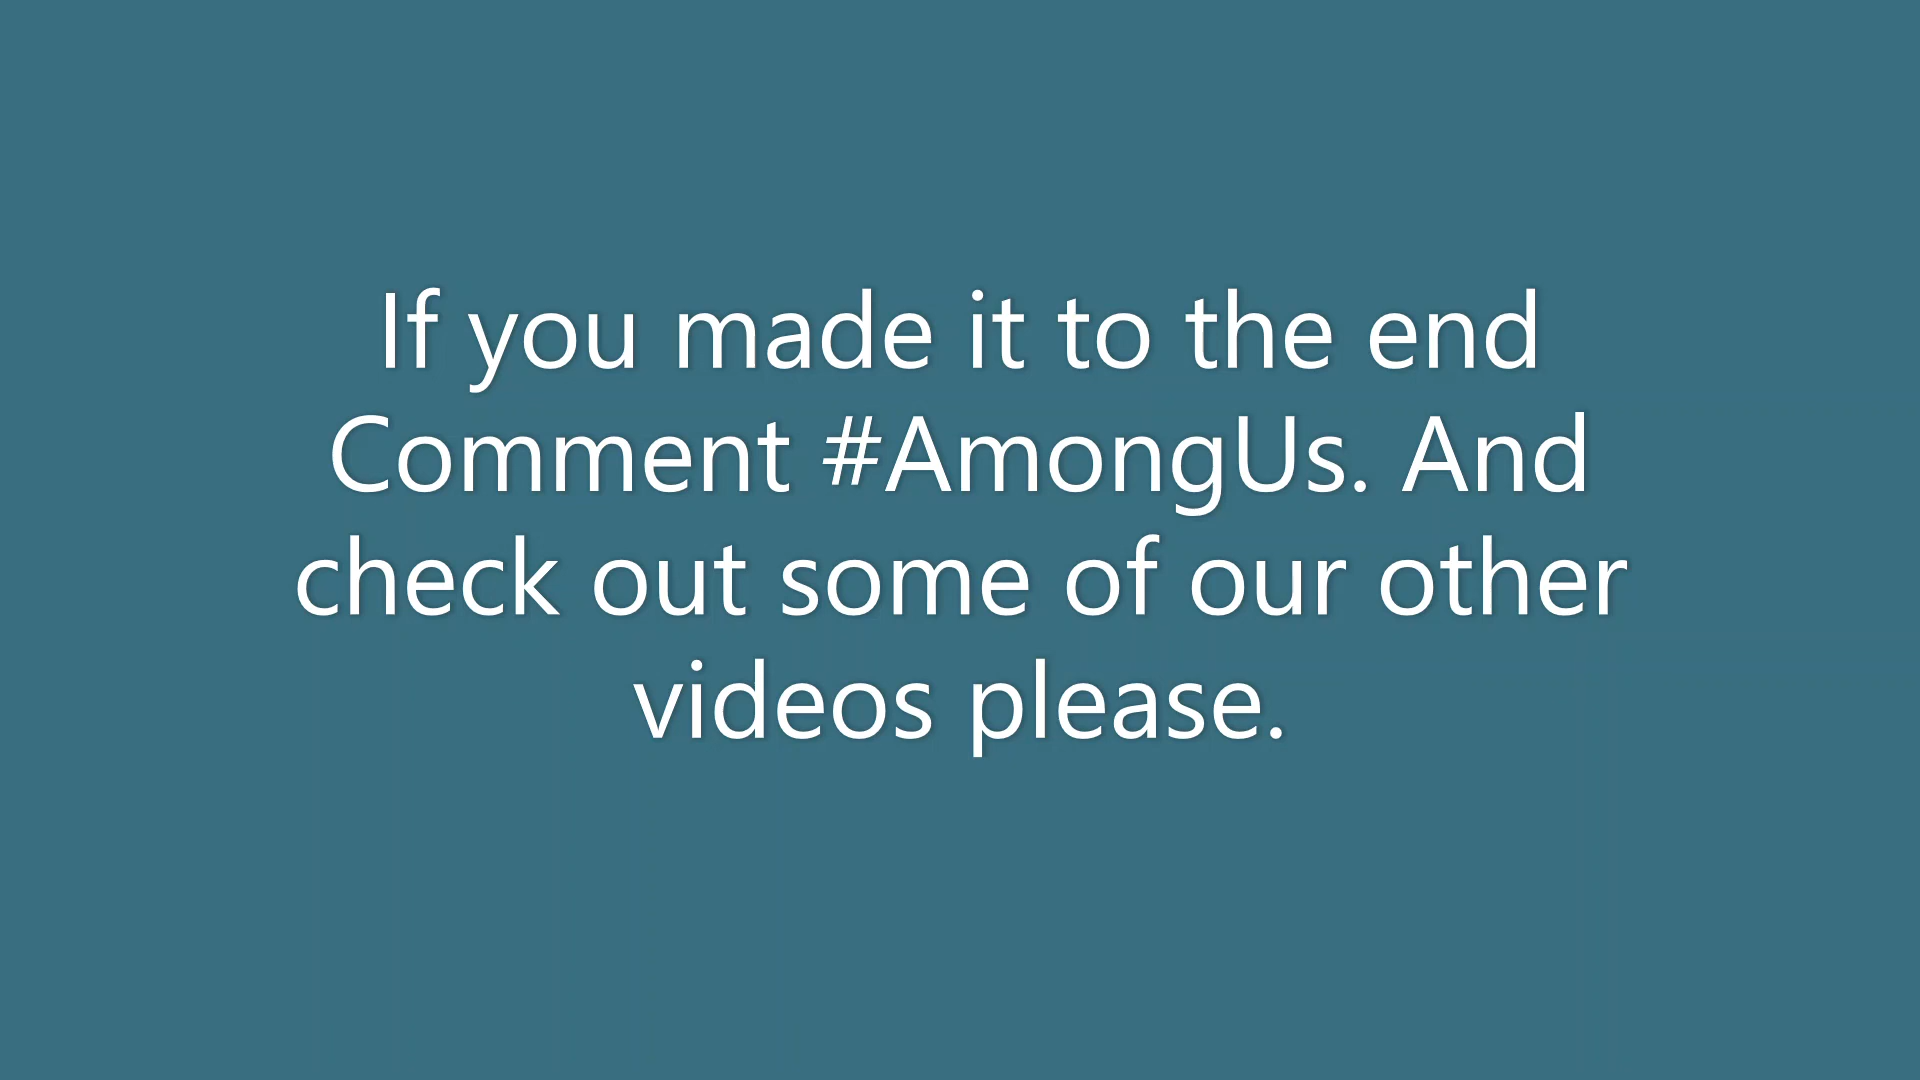 If you made it to the end
Comment #AmongUs. And
check out some of our other
videos please.